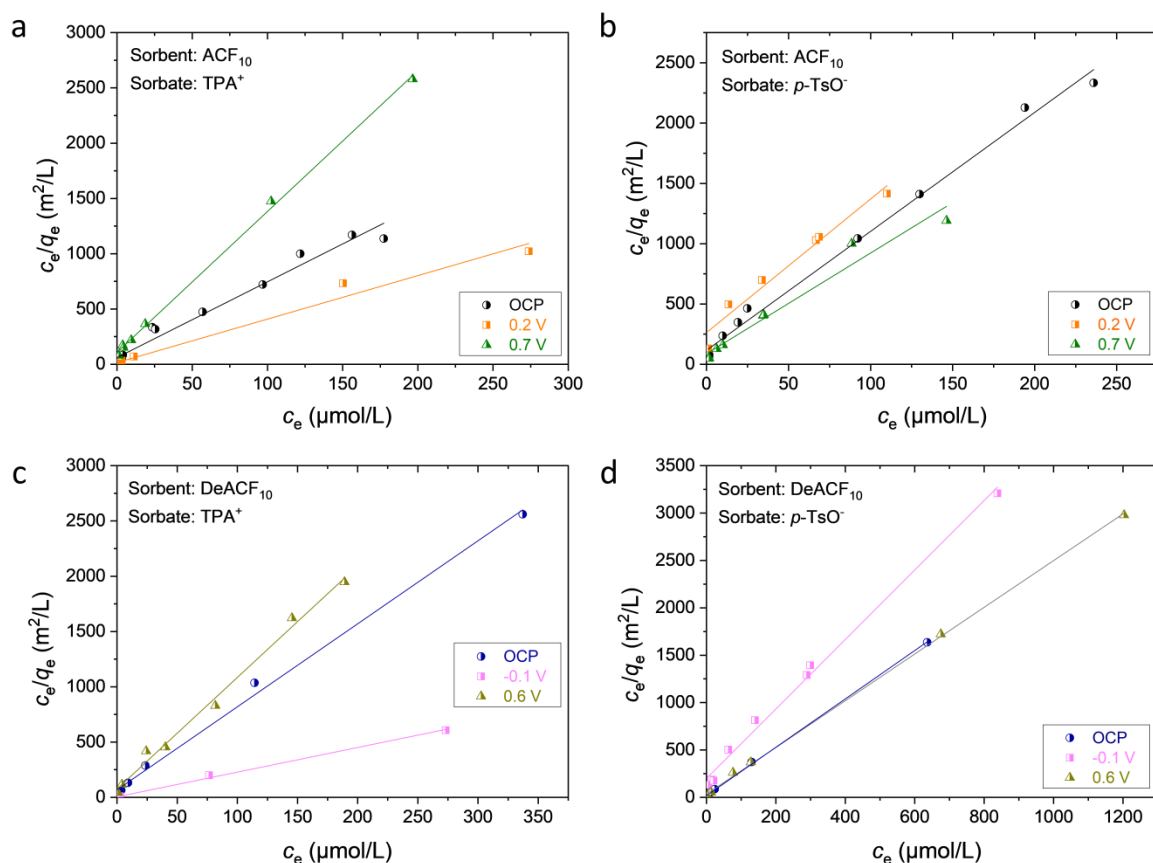 a
Sorbent: ACF₁₀
Sorbate: TPA⁺
3000
2500
2000
1500
1000
500
0
cₑ/qₑ (m²/L)
0 50 100 150 200 250 300
cₑ (μmol/L)
OCP
0.2 V
0.7 V
b
Sorbent: ACF₁₀
Sorbate: p-TsO⁻
2500
2000
1500
1000
500
0
cₑ/qₑ (m²/L)
0 50 100 150 200 250
cₑ (μmol/L)
OCP
0.2 V
0.7 V
c
Sorbent: DeACF₁₀
Sorbate: TPA⁺
3000
2500
2000
1500
1000
500
0
cₑ/qₑ (m²/L)
0 50 100 150 200 250 300 350
cₑ (μmol/L)
OCP
-0.1 V
0.6 V
d
Sorbent: DeACF₁₀
Sorbate: p-TsO⁻
3500
3000
2500
2000
1500
1000
500
0
cₑ/qₑ (m²/L)
0 200 400 600 800 1000 1200
cₑ (μmol/L)
OCP
-0.1 V
0.6 V